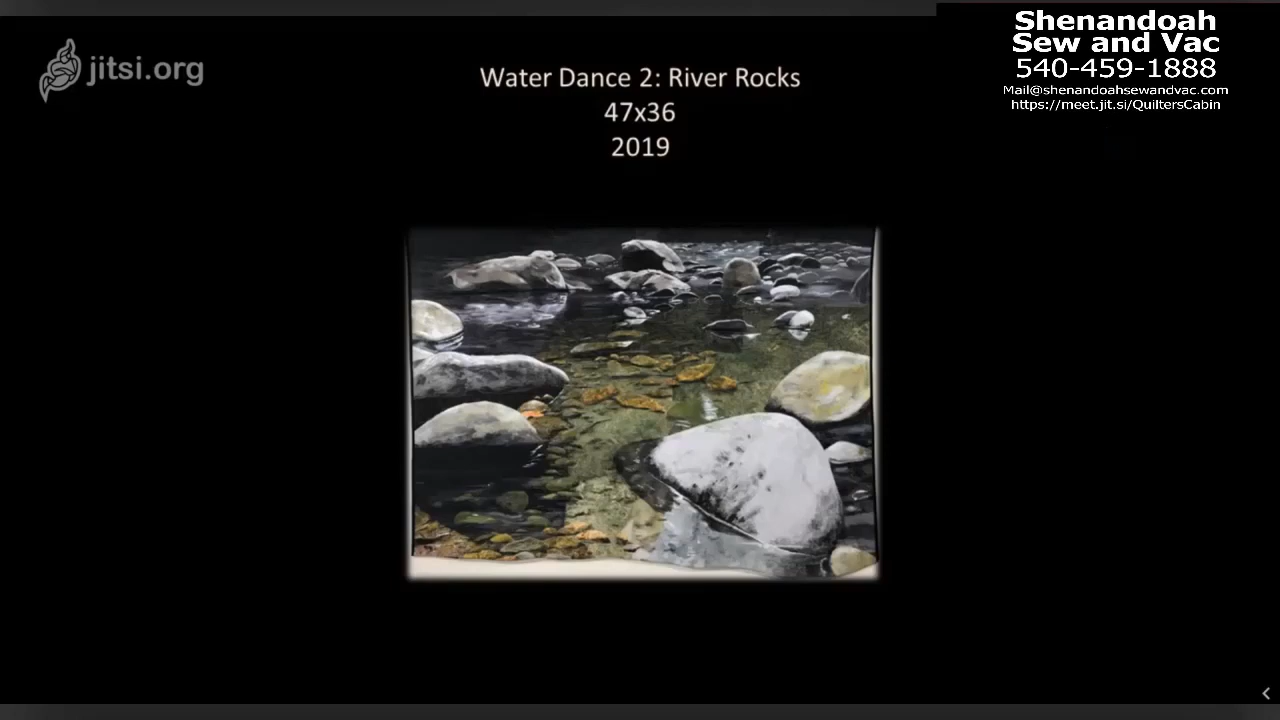 jitsi.org
Shenandoah
Sew and Vac
540-459-1888
Mail@shenandoahsewandvac.com
https://meet.jit.si/QuiltersCabin
Water Dance 2: River Rocks
47x36
2019